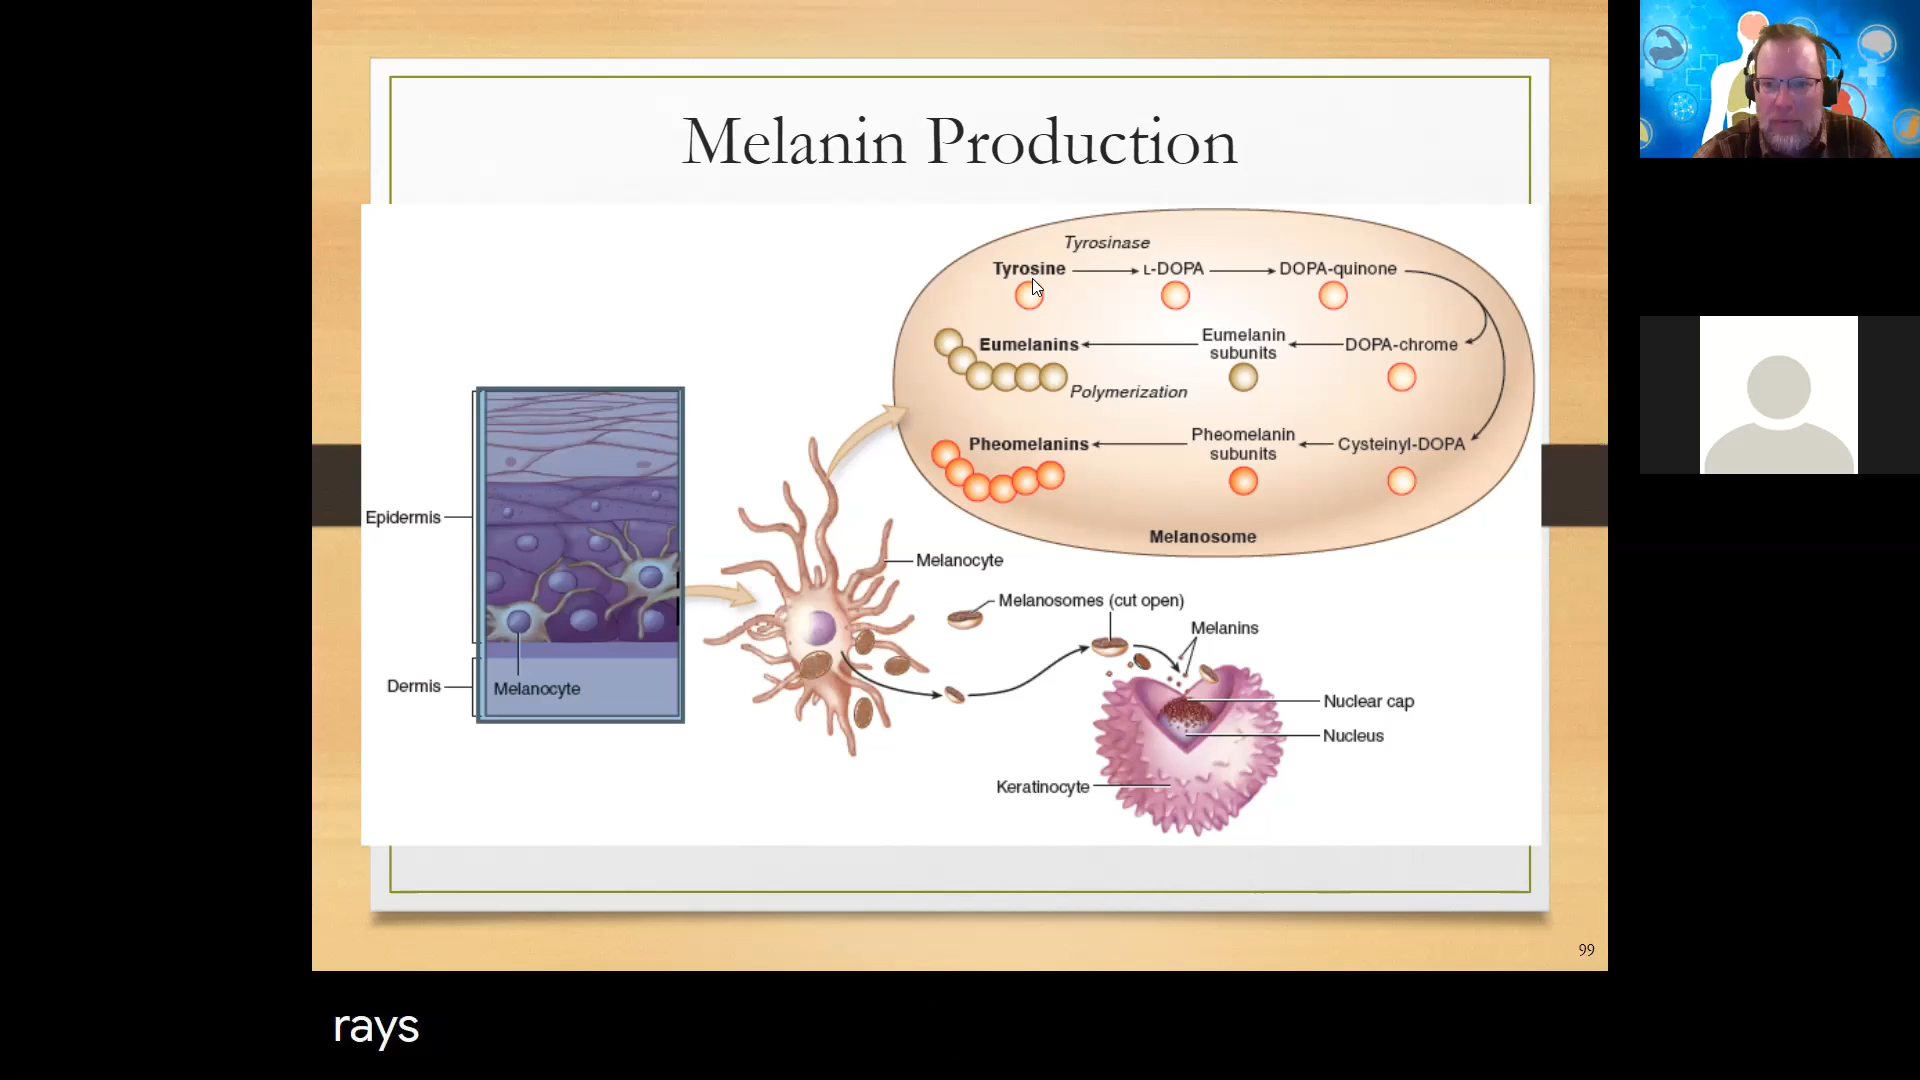 Melanin Production
Tyrosinase
Tyrosine
L-DOPA
DOPA-quinone
Eumelanins
Eumelanin
subunits
DOPA-chrome
Polymerization
Pheomelanins
Pheomelanin
subunits
Cysteinyl-DOPA
Melanosome
Epidermis
Dermis
Melanocyte
Melanocyte
Melanosomes (cut open)
Melanins
Nuclear cap
Nucleus
Keratinocyte
99
rays